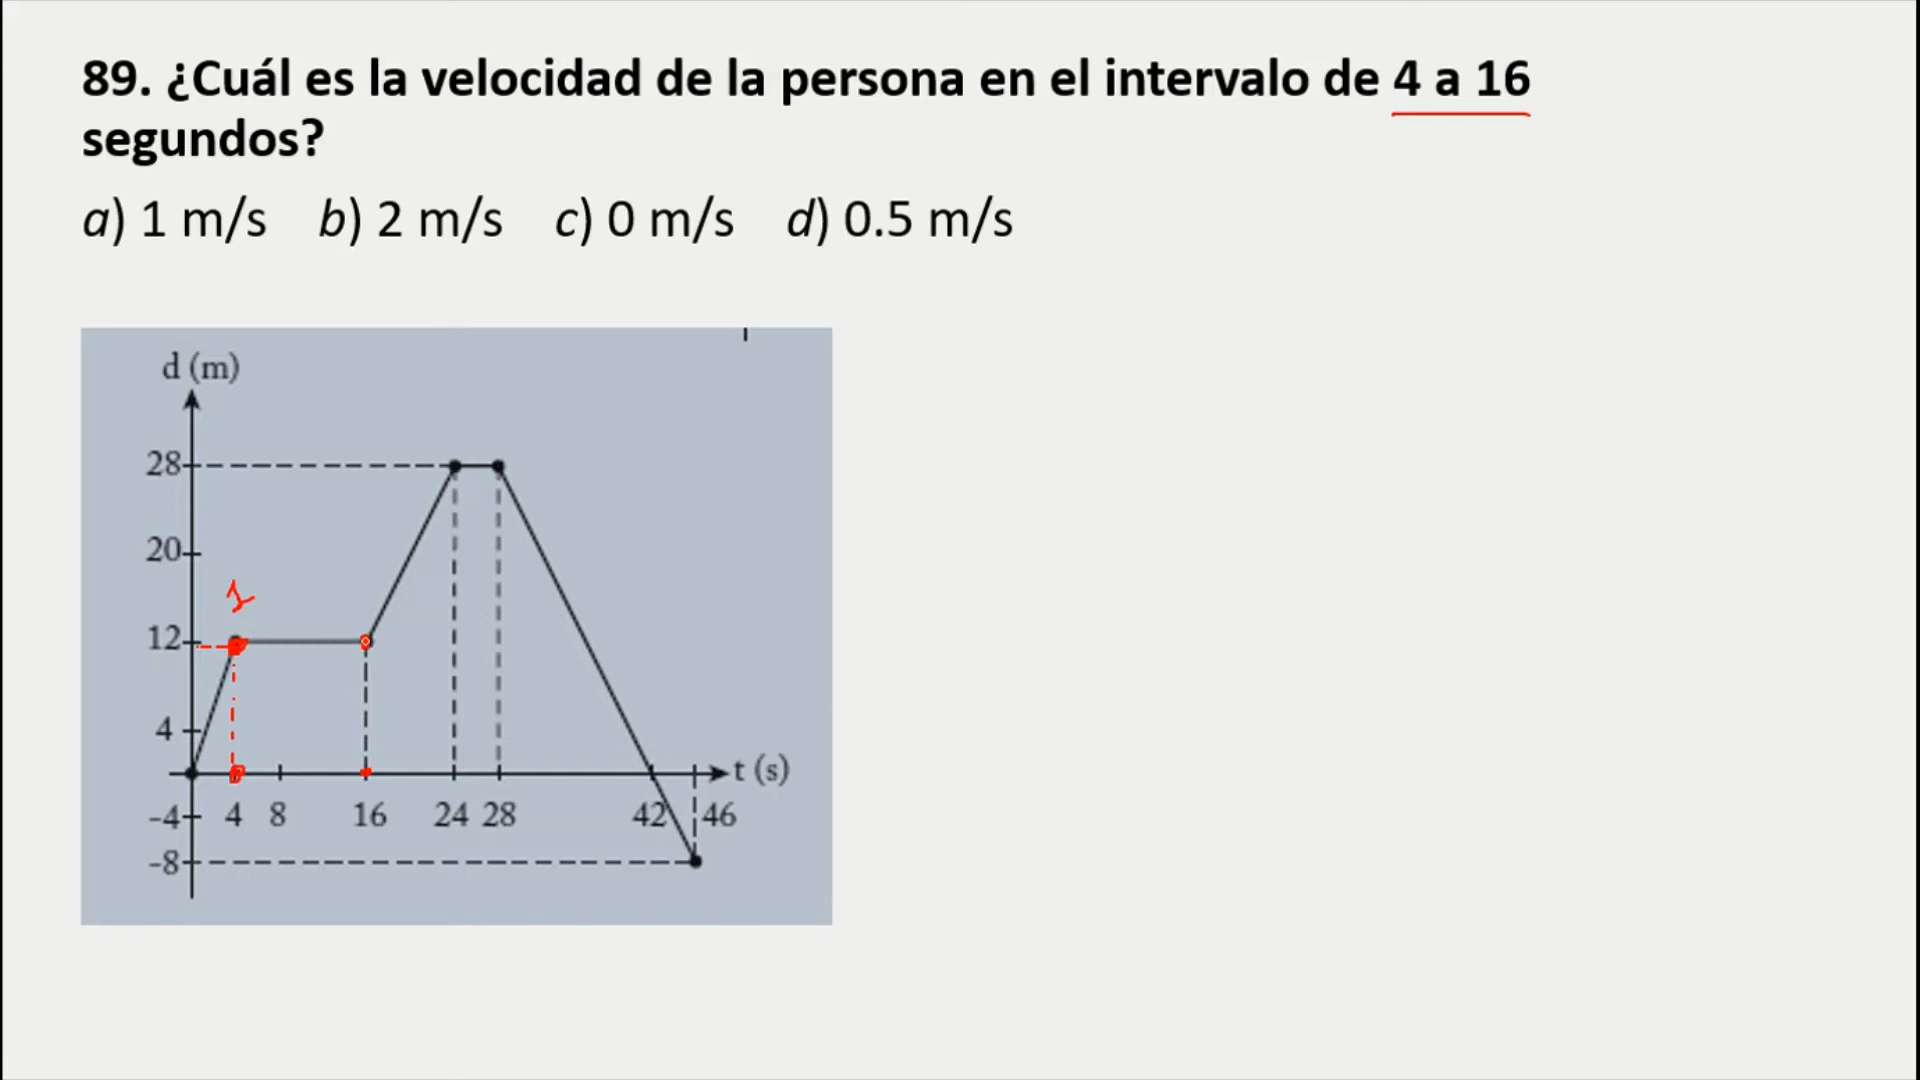 89. ¿Cuál es la velocidad de la persona en el intervalo de 4 a 16
segundos?
a) 1 m/s b) 2 m/s c) 0 m/s d) 0.5 m/s
d (m)
28
20
12
4
t (s)
-4 4 8 16 24 28 42 46
-8